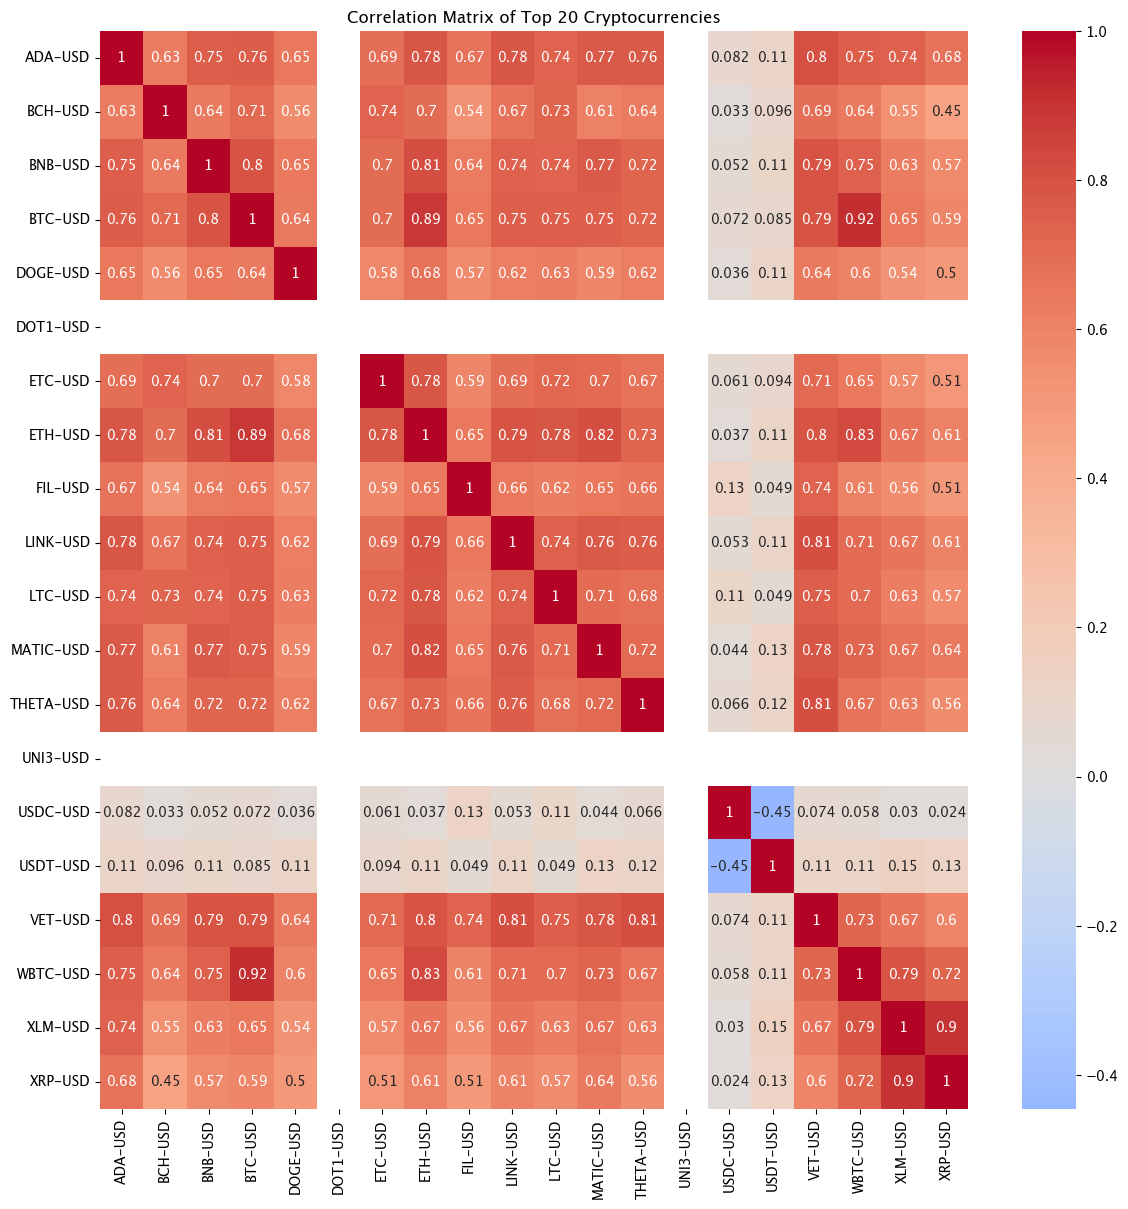 Correlation Matrix of Top 20 Cryptocurrencies
ADA-USD 1 0.63 0.75 0.76 0.65 0.69 0.78 0.67 0.78 0.74 0.77 0.76 0.082 0.11 0.8 0.75 0.74 0.68
BCH-USD 0.63 1 0.64 0.71 0.56 0.74 0.7 0.54 0.67 0.73 0.61 0.64 0.033 0.096 0.69 0.64 0.55 0.45
BNB-USD 0.75 0.64 1 0.8 0.65 0.7 0.81 0.64 0.74 0.74 0.77 0.72 0.052 0.11 0.79 0.75 0.63 0.57
BTC-USD 0.76 0.71 0.8 1 0.64 0.7 0.89 0.65 0.75 0.75 0.75 0.72 0.072 0.085 0.79 0.92 0.65 0.59
DOGE-USD 0.65 0.56 0.65 0.64 1 0.58 0.68 0.57 0.62 0.63 0.59 0.62 0.036 0.11 0.64 0.6 0.54 0.5
DOT1-USD
ETC-USD 0.69 0.74 0.7 0.7 0.58 1 0.78 0.59 0.69 0.72 0.7 0.67 0.061 0.094 0.71 0.65 0.57 0.51
ETH-USD 0.78 0.7 0.81 0.89 0.68 0.78 1 0.65 0.79 0.78 0.82 0.73 0.037 0.11 0.8 0.83 0.67 0.61
FIL-USD 0.67 0.54 0.64 0.65 0.57 0.59 0.65 1 0.66 0.62 0.65 0.66 0.13 0.049 0.74 0.61 0.56 0.51
LINK-USD 0.78 0.67 0.74 0.75 0.62 0.69 0.79 0.66 1 0.74 0.76 0.76 0.053 0.11 0.81 0.71 0.67 0.61
LTC-USD 0.74 0.73 0.74 0.75 0.63 0.72 0.78 0.62 0.74 1 0.71 0.68 0.11 0.049 0.75 0.7 0.63 0.57
MATIC-USD 0.77 0.61 0.77 0.75 0.59 0.7 0.82 0.65 0.76 0.71 1 0.72 0.044 0.13 0.78 0.73 0.67 0.64
THETA-USD 0.76 0.64 0.72 0.72 0.62 0.67 0.73 0.66 0.76 0.68 0.72 1 0.066 0.12 0.81 0.67 0.63 0.56
UNI3-USD
USDC-USD 0.082 0.033 0.052 0.072 0.036 0.061 0.037 0.13 0.053 0.11 0.044 0.066 1 −0.45 0.074 0.058 0.03 0.024
USDT-USD 0.11 0.096 0.11 0.085 0.11 0.094 0.11 0.049 0.11 0.049 0.13 0.12 −0.45 1 0.11 0.11 0.15 0.13
VET-USD 0.8 0.69 0.79 0.79 0.64 0.71 0.8 0.74 0.81 0.75 0.78 0.81 0.074 0.11 1 0.73 0.67 0.6
WBTC-USD 0.75 0.64 0.75 0.92 0.6 0.65 0.83 0.61 0.71 0.7 0.73 0.67 0.058 0.11 0.73 1 0.79 0.72
XLM-USD 0.74 0.55 0.63 0.65 0.54 0.57 0.67 0.56 0.67 0.63 0.67 0.63 0.03 0.15 0.67 0.79 1 0.9
XRP-USD 0.68 0.45 0.57 0.59 0.5 0.51 0.61 0.51 0.61 0.57 0.64 0.56 0.024 0.13 0.6 0.72 0.9 1
ADA-USD
BCH-USD
BNB-USD
BTC-USD
DOGE-USD
DOT1-USD
ETC-USD
ETH-USD
FIL-USD
LINK-USD
LTC-USD
MATIC-USD
THETA-USD
UNI3-USD
USDC-USD
USDT-USD
VET-USD
WBTC-USD
XLM-USD
XRP-USD
1.0
0.8
0.6
0.4
0.2
0.0
−0.2
−0.4